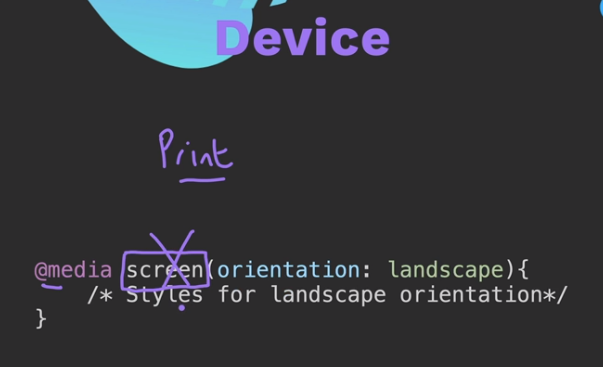 Device
Print
@media screen(orientation: landscape){
/* Styles for landscape orientation*/
}